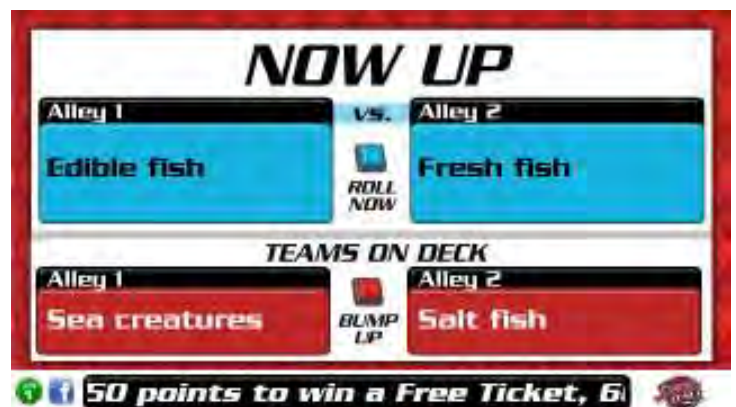 NOW UP
Alley 1 vs. Alley 2
Edible fish Fresh fish
ROLL
NOW
TEAMS ON DECK
Alley 1 Alley 2
Sea creatures Salt fish
BUMP
UP
50 points to win a Free Ticket, 6